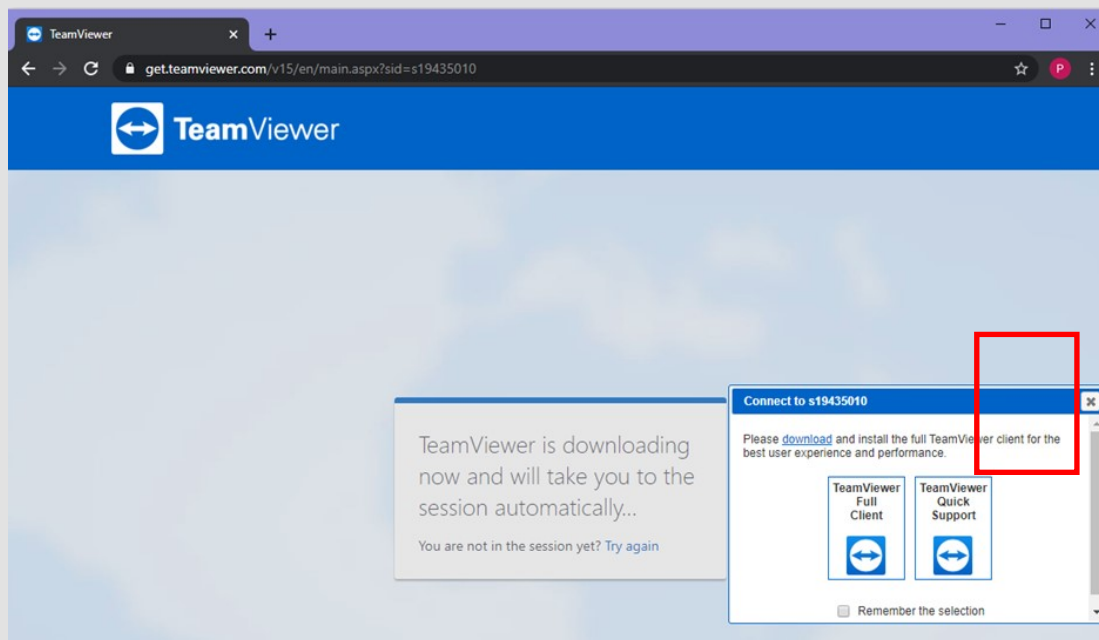 TeamViewer
get.teamviewer.com/v15/en/main.aspx?sid=s19435010
P
TeamViewer
TeamViewer is downloading
now and will take you to the
session automatically...
You are not in the session yet? Try again
Connect to s19435010
Please download and install the full TeamViewer client for the
best user experience and performance.
TeamViewer
Full
Client
TeamViewer
Quick
Support
Remember the selection